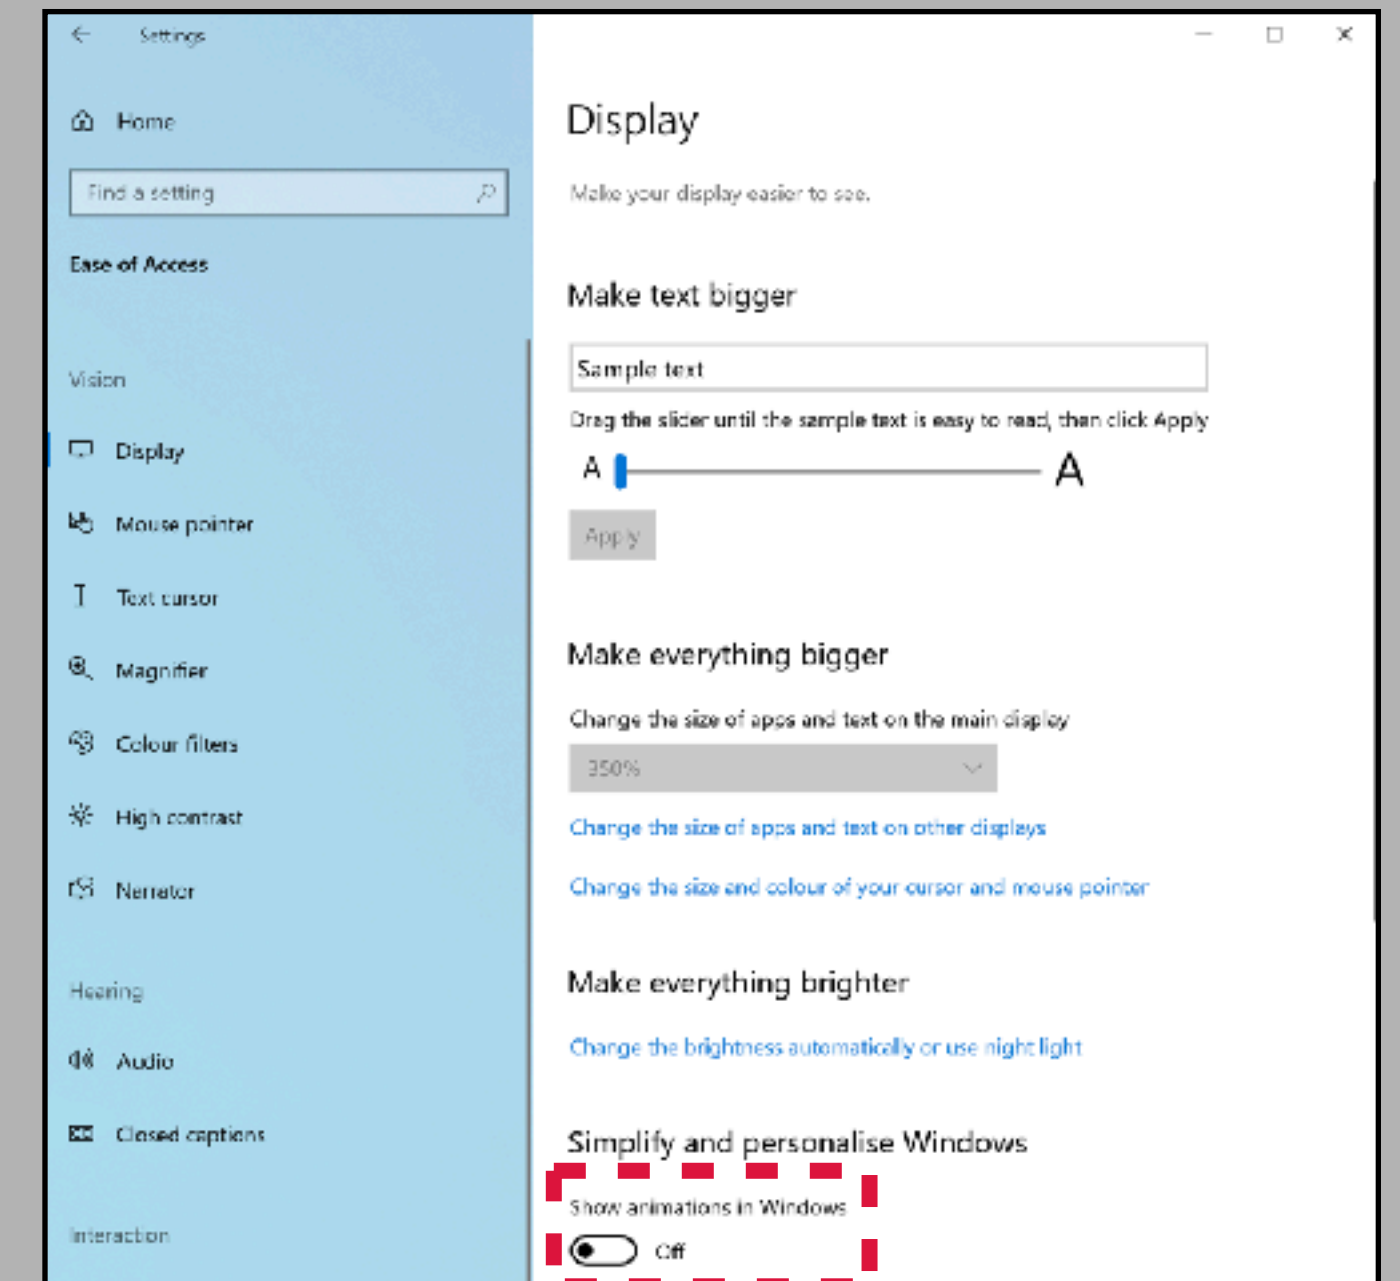 Settings
Home
Find a setting
Ease of Access
Vision
Display
Mouse pointer
Text cursor
Magnifier
Colour filters
High contrast
Narrator
Hearing
Audio
Closed captions
Interaction
Display
Make your display easier to see.
Make text bigger
Sample text
Drag the slider until the sample text is easy to read, then click Apply
A A
Apply
Make everything bigger
Change the size of apps and text on the main display
350%
Change the size of apps and text on other displays
Change the size and colour of your cursor and mouse pointer
Make everything brighter
Change the brightness automatically or use night light
Simplify and personalise Windows
Show animations in Windows
Off